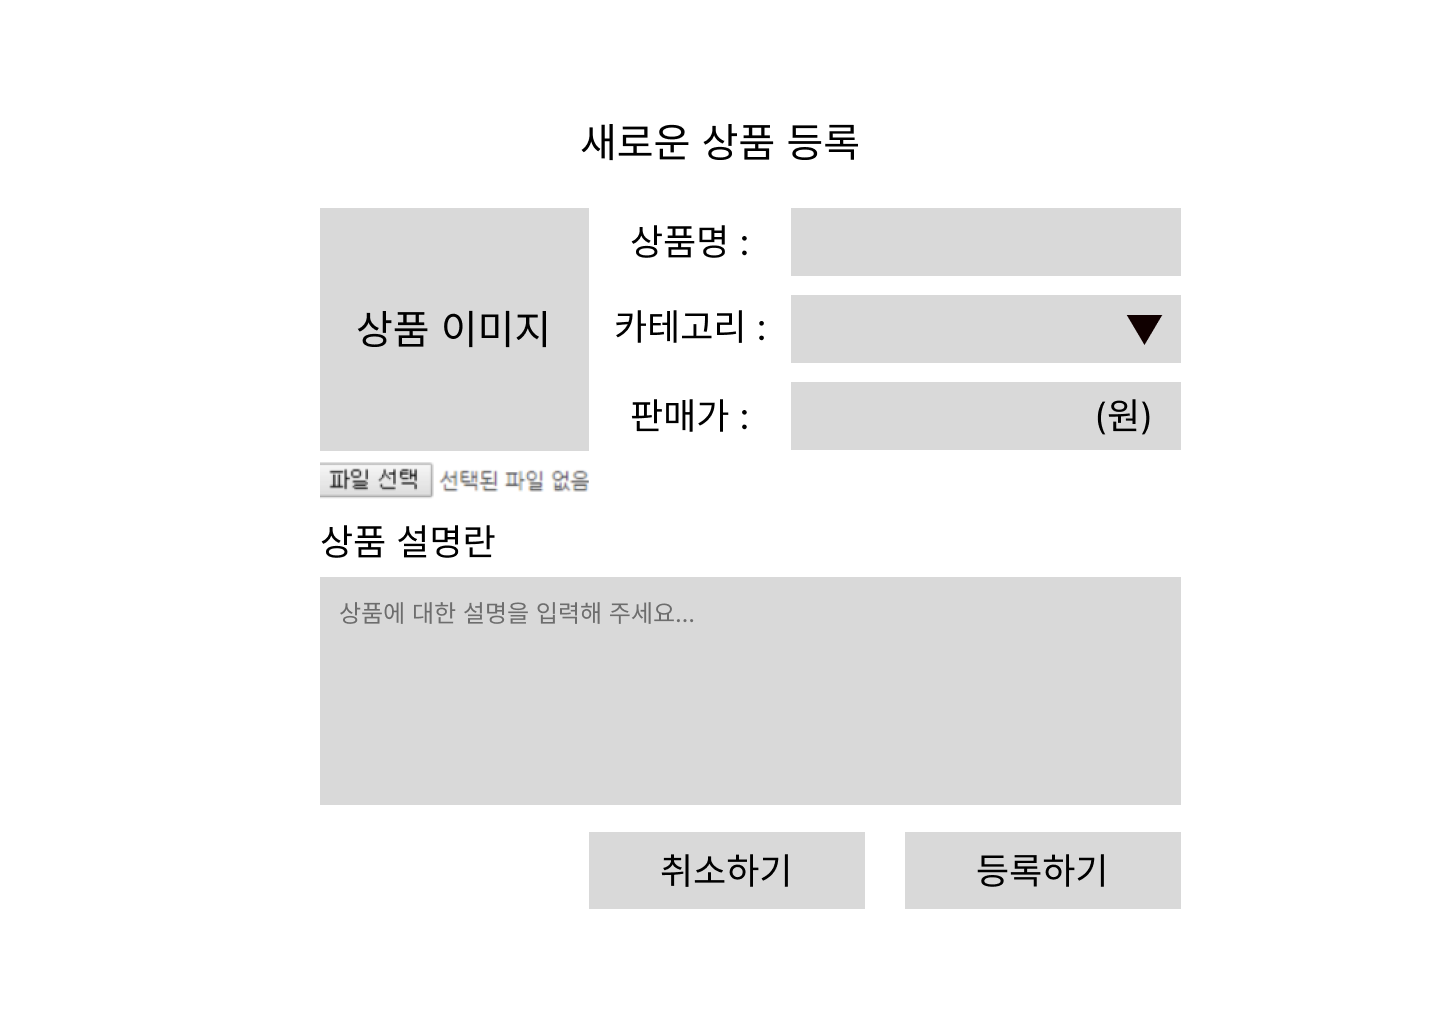 새로운 상품 등록
상품 이미지
상품명 :
카테고리 :
판매가 :
(원)
파일 선택 선택된 파일 없음
상품 설명란
상품에 대한 설명을 입력해 주세요...
취소하기
등록하기